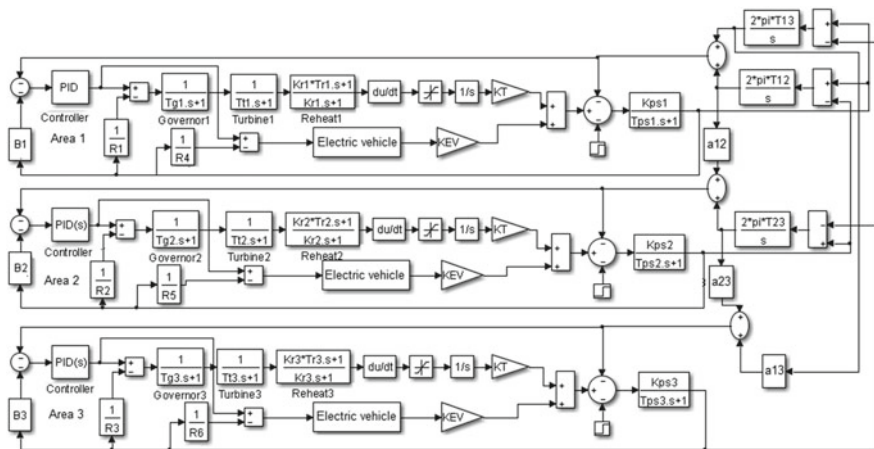 2*pi*T13
s
2*pi*T12
s
PID
Controller
Area 1
B1
1
R1
1
Tg1.s+1
Governor1
1
Tt1.s+1
Turbine1
Kr1*Tr1.s+1
Kr1.s+1
Reheat1
du/dt
1/s
KT
1
R4
Electric vehicle
KEV
Kps1
Tps1.s+1
a12
PID(s)
Controller
Area 2
B2
1
R2
1
Tg2.s+1
Governor2
1
Tt2.s+1
Turbine2
Kr2*Tr2.s+1
Kr2.s+1
Reheat2
du/dt
1/s
KT
1
R5
Electric vehicle
KEV
Kps2
Tps2.s+1
2*pi*T23
s
a23
PID(s)
Controller
Area 3
B3
1
R3
1
Tg3.s+1
Governor3
1
Tt3.s+1
Turbine3
Kr3*Tr3.s+1
Kr3.s+1
Reheat3
du/dt
1/s
KT
1
R6
Electric vehicle
KEV
Kps3
Tps3.s+1
a13